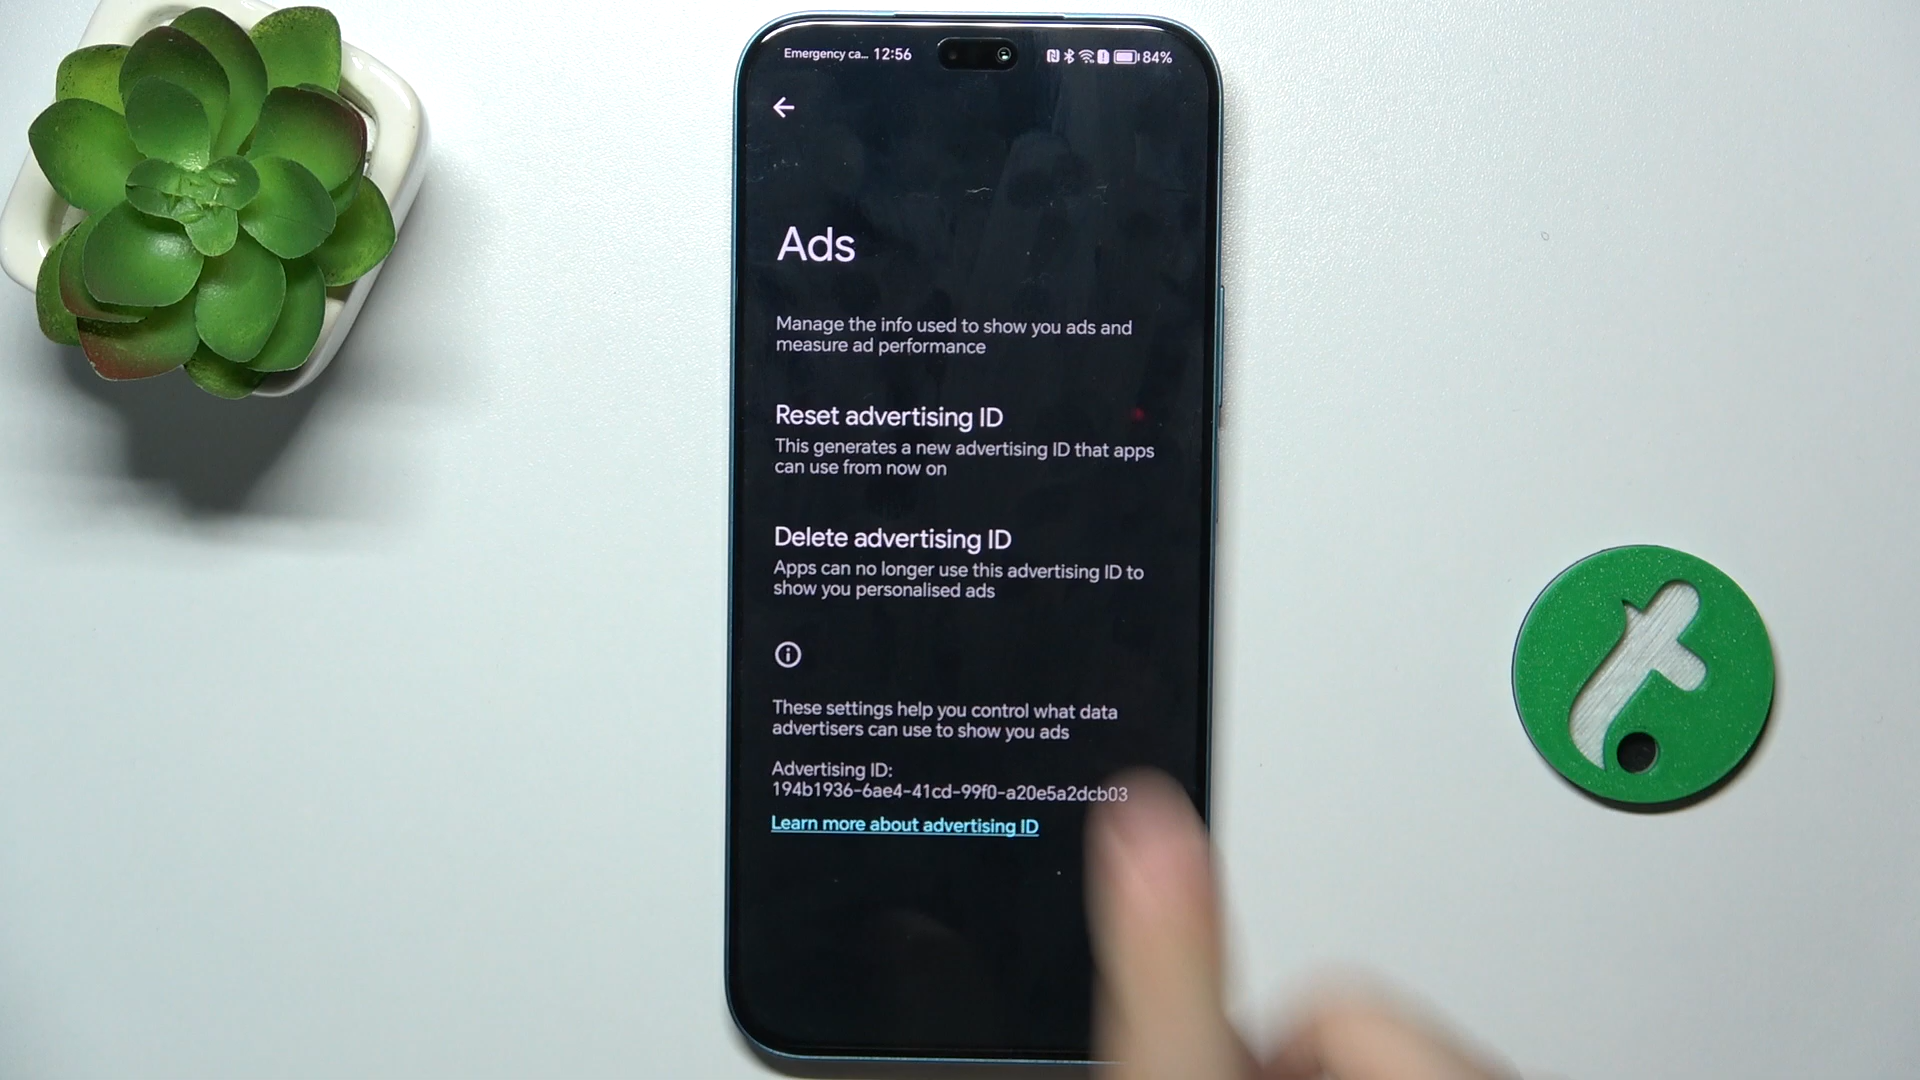 Emergency ca... 12:56 84%
Ads
Manage the info used to show you ads and
measure ad performance
Reset advertising ID
This generates a new advertising ID that apps
can use from now on
Delete advertising ID
Apps can no longer use this advertising ID to
show you personalised ads
These settings help you control what data
advertisers can use to show you ads
Advertising ID:
194b1936-6ae4-41cd-99f0-a20e5a2dcb03
Learn more about advertising ID